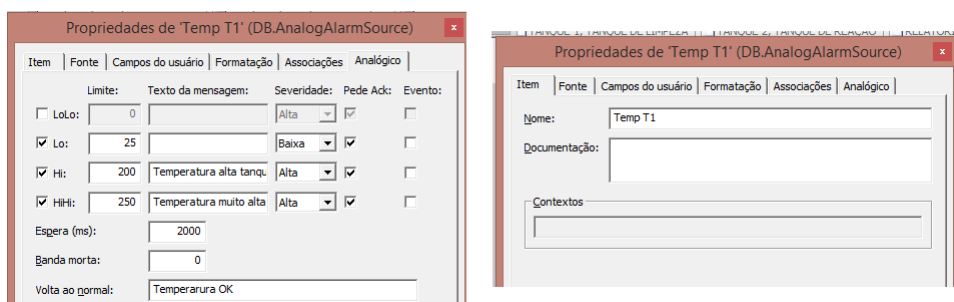 Propriedades de 'Temp T1' (DB.AnalogAlarmSource) x
Item Fonte Campos do usuário Formatação Associações Analógico
Limite: Texto da mensagem: Severidade: Pede Ack: Evento:
LoLo: 0 Alta
Lo: 25 Baixa
Hi: 200 Temperatura alta tanqu Alta
HiHi: 250 Temperatura muito alta Alta
Espera (ms): 2000
Banda morta: 0
Volta ao normal: Temperarura OK
TANQUE 1, TANQUE DE LIMPEZA TANQUE 2, TANQUE DE REAÇÃO
Propriedades de 'Temp T1' (DB.AnalogAlarmSource) x
Item Fonte Campos do usuário Formatação Associações Analógico
Nome: Temp T1
Documentação:
Contextos